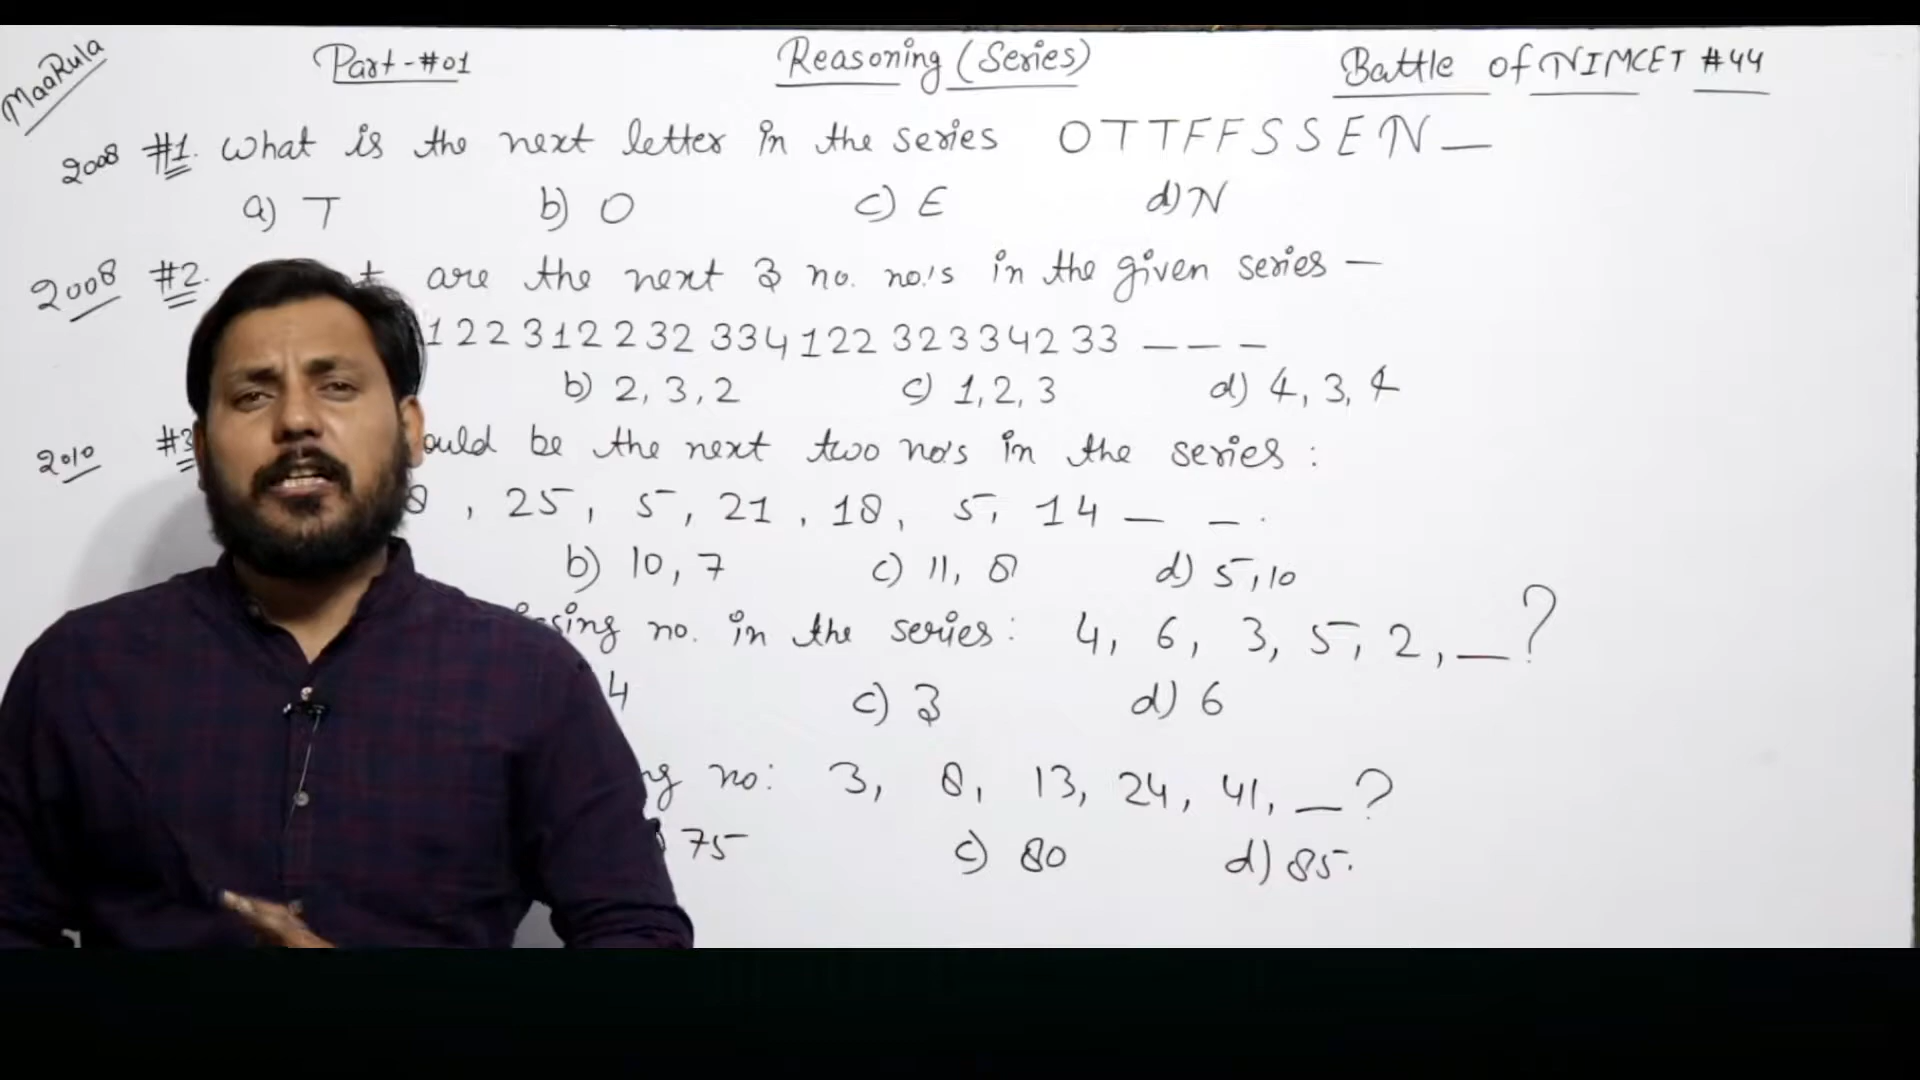 MaaRula
Part-#01 Reasoning (Series) Battle of NIMCET #44
2008 #1. What is the next letter in the series O T T F F S S E N _
a) T b) O c) E d) N
2008 #2. are the next 3 no. no.'s in the given series —
1 2 2 3 1 2 2 3 2 3 3 4 1 2 2 3 2 3 3 4 2 3 3 _ _ _
b) 2, 3, 2 c) 1, 2, 3 d) 4, 3, 4
2010 #3 ould be the next two no's in the series :
8 , 25, 5, 21 , 18, 5, 14 _ _ .
b) 10, 7 c) 11, 8 d) 5, 10
sing no. in the series : 4, 6, 3, 5, 2, _ ?
4 c) 3 d) 6
ng no: 3, 8, 13, 24, 41, _ ?
) 75 c) 80 d) 85.